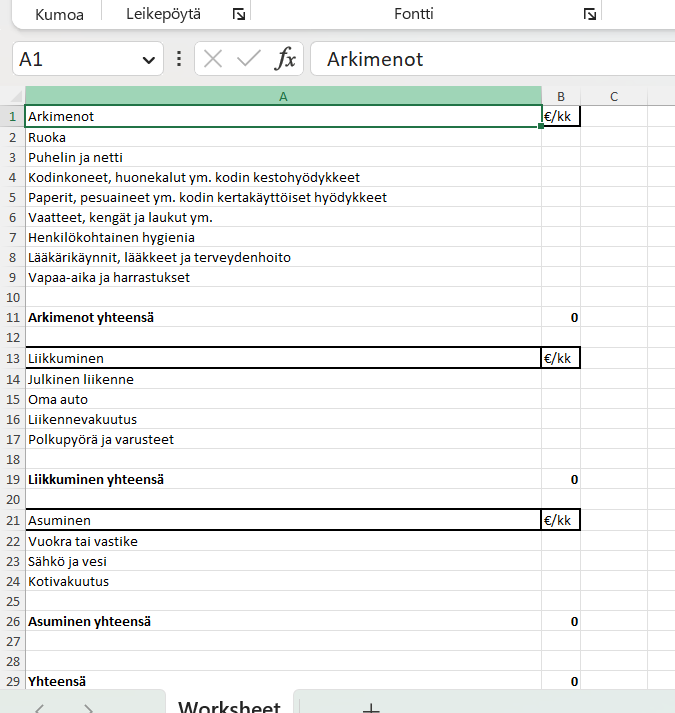 Kumoa Leikepöytä Fontti
A1 fx Arkimenot
A B C
1 Arkimenot €/kk
2 Ruoka
3 Puhelin ja netti
4 Kodinkoneet, huonekalut ym. kodin kestohyödykkeet
5 Paperit, pesuaineet ym. kodin kertakäyttöiset hyödykkeet
6 Vaatteet, kengät ja laukut ym.
7 Henkilökohtainen hygienia
8 Lääkärikäynnit, lääkkeet ja terveydenhoito
9 Vapaa-aika ja harrastukset
10
11 Arkimenot yhteensä 0
12
13 Liikkuminen €/kk
14 Julkinen liikenne
15 Oma auto
16 Liikennevakuutus
17 Polkupyörä ja varusteet
18
19 Liikkuminen yhteensä 0
20
21 Asuminen €/kk
22 Vuokra tai vastike
23 Sähkö ja vesi
24 Kotivakuutus
25
26 Asuminen yhteensä 0
27
28
29 Yhteensä 0
Worksheet